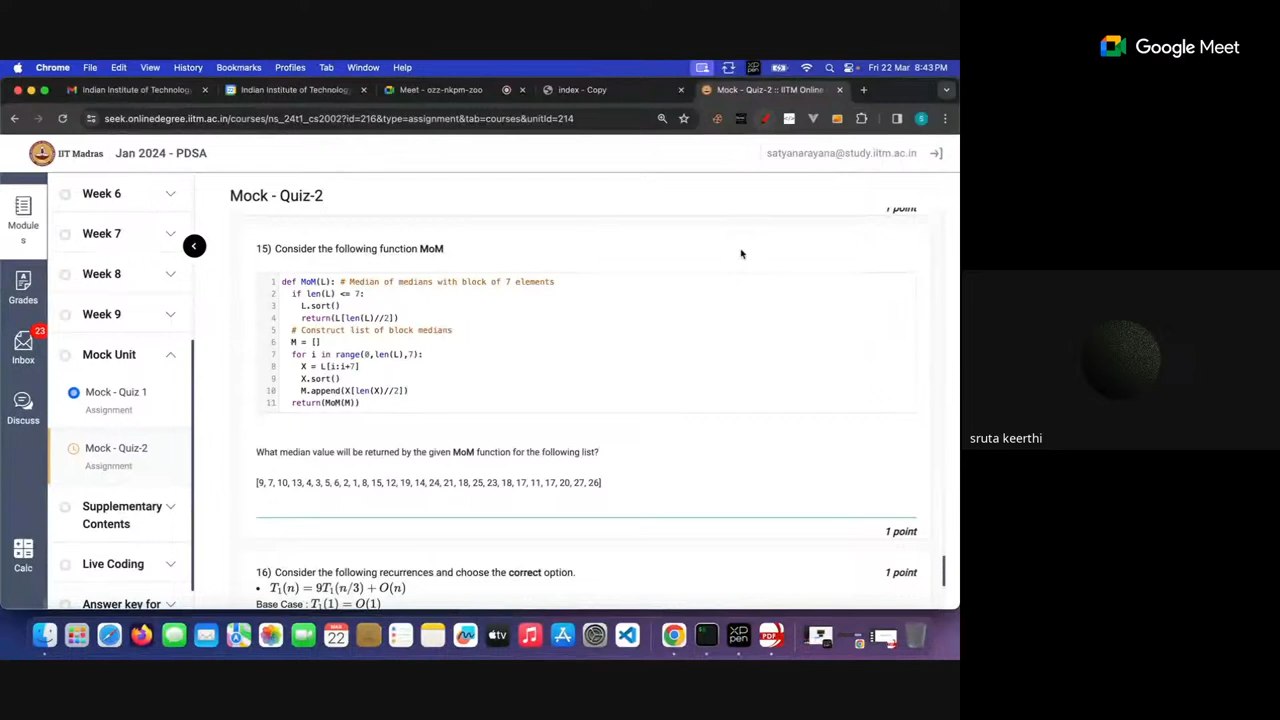 Google Meet
Chrome File Edit View History Bookmarks Profiles Tab Window Help Fri 22 Mar 8:43PM
Indian Institute of Technology Indian Institute of Technology Meet - ozz-nkpm-zoo index - Copy Mock - Quiz-2 :: IITM Online
seek.onlinedegree.iitm.ac.in/courses/ns_24t1_cs2002?id=216&type=assignment&tab=courses&unitId=214
IIT Madras Jan 2024 - PDSA satyanarayana@study.iitm.ac.in
Modules
Grades
23
Inbox
Discuss
Calc
Week 6
Week 7
Week 8
Week 9
Mock Unit
Mock - Quiz 1
Assignment
Mock - Quiz-2
Assignment
Supplementary
Contents
Live Coding
Answer key for
Mock - Quiz-2
1 point
15) Consider the following function MoM
1 def MoM(L): # Median of medians with block of 7 elements
2 if len(L) <= 7:
3 L.sort()
4 return(L[len(L)//2])
5 # Construct list of block medians
6 M = []
7 for i in range(0,len(L),7):
8 X = L[i:i+7]
9 X.sort()
10 M.append(X[len(X)//2])
11 return(MoM(M))
What median value will be returned by the given MoM function for the following list?
[9, 7, 10, 13, 4, 3, 5, 6, 2, 1, 8, 15, 12, 19, 14, 24, 21, 18, 25, 23, 18, 17, 11, 17, 20, 27, 26]
1 point
16) Consider the following recurrences and choose the correct option. 1 point
• T₁(n) = 9T₁(n/3) + O(n)
Base Case : T₁(1) = O(1)
MAR
22
XP
pen
PDF
tv
sruta keerthi